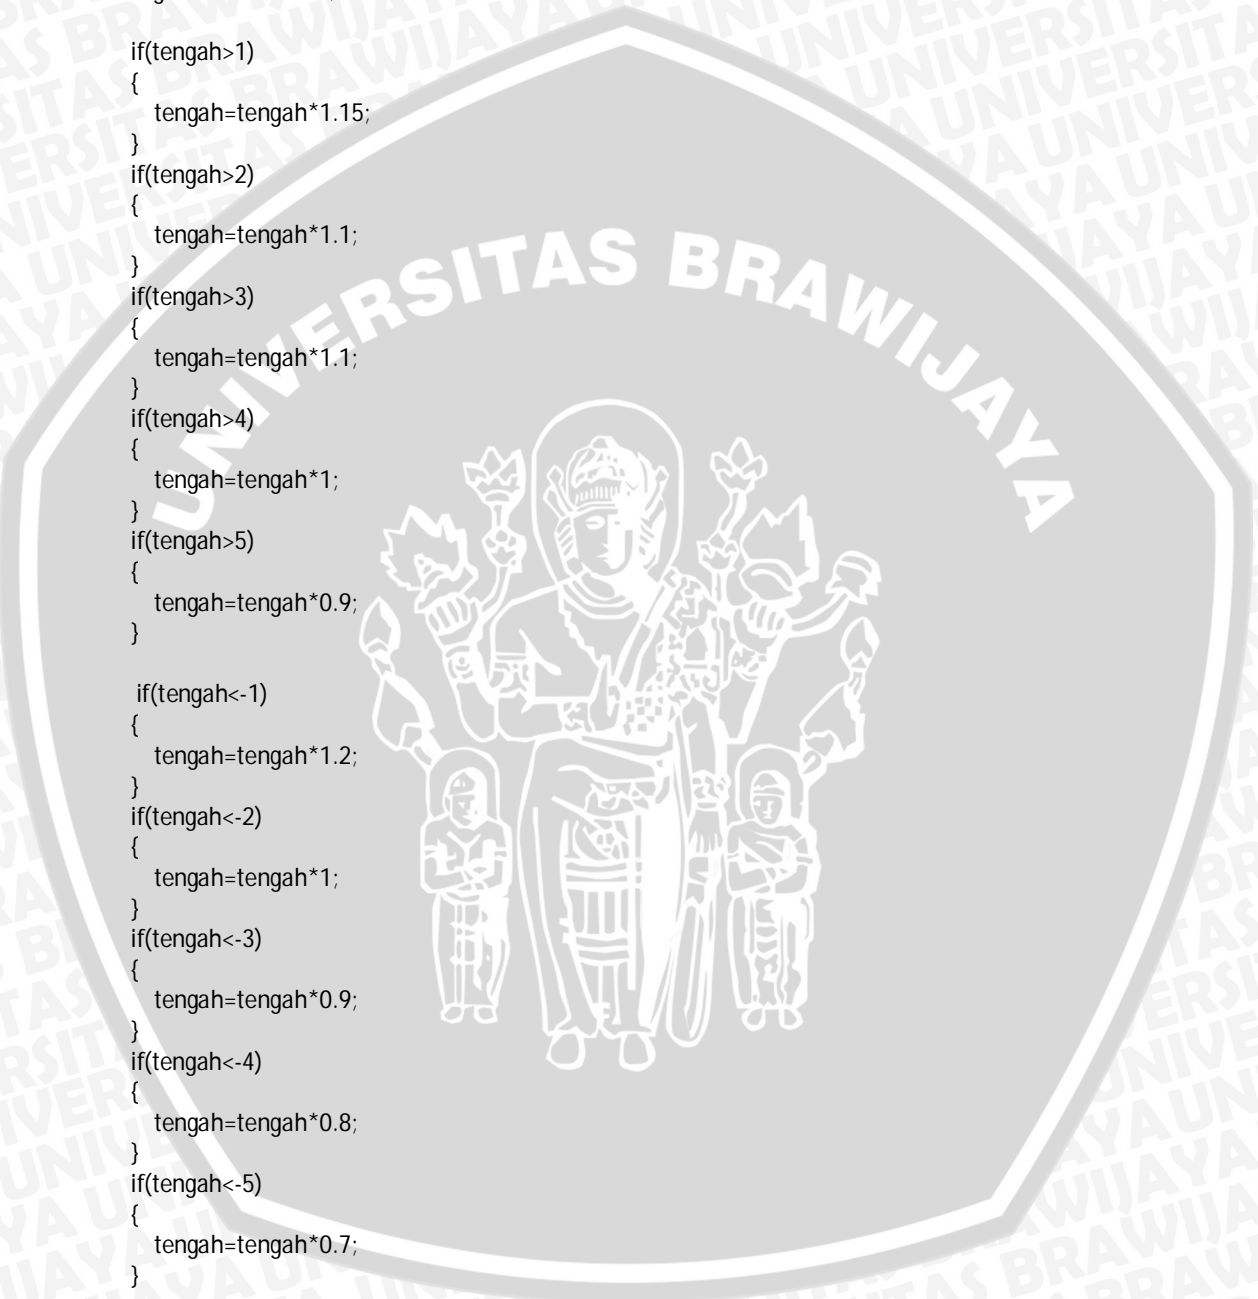 if(tengah>1)
{
tengah=tengah*1.15;
}
if(tengah>2)
{
tengah=tengah*1.1;
}
if(tengah>3)
{
tengah=tengah*1.1;
}
if(tengah>4)
{
tengah=tengah*1;
}
if(tengah>5)
{
tengah=tengah*0.9;
}
if(tengah<-1)
{
tengah=tengah*1.2;
}
if(tengah<-2)
{
tengah=tengah*1;
}
if(tengah<-3)
{
tengah=tengah*0.9;
}
if(tengah<-4)
{
tengah=tengah*0.8;
}
if(tengah<-5)
{
tengah=tengah*0.7;
}
UNIVERSITAS BRAWIJAYA